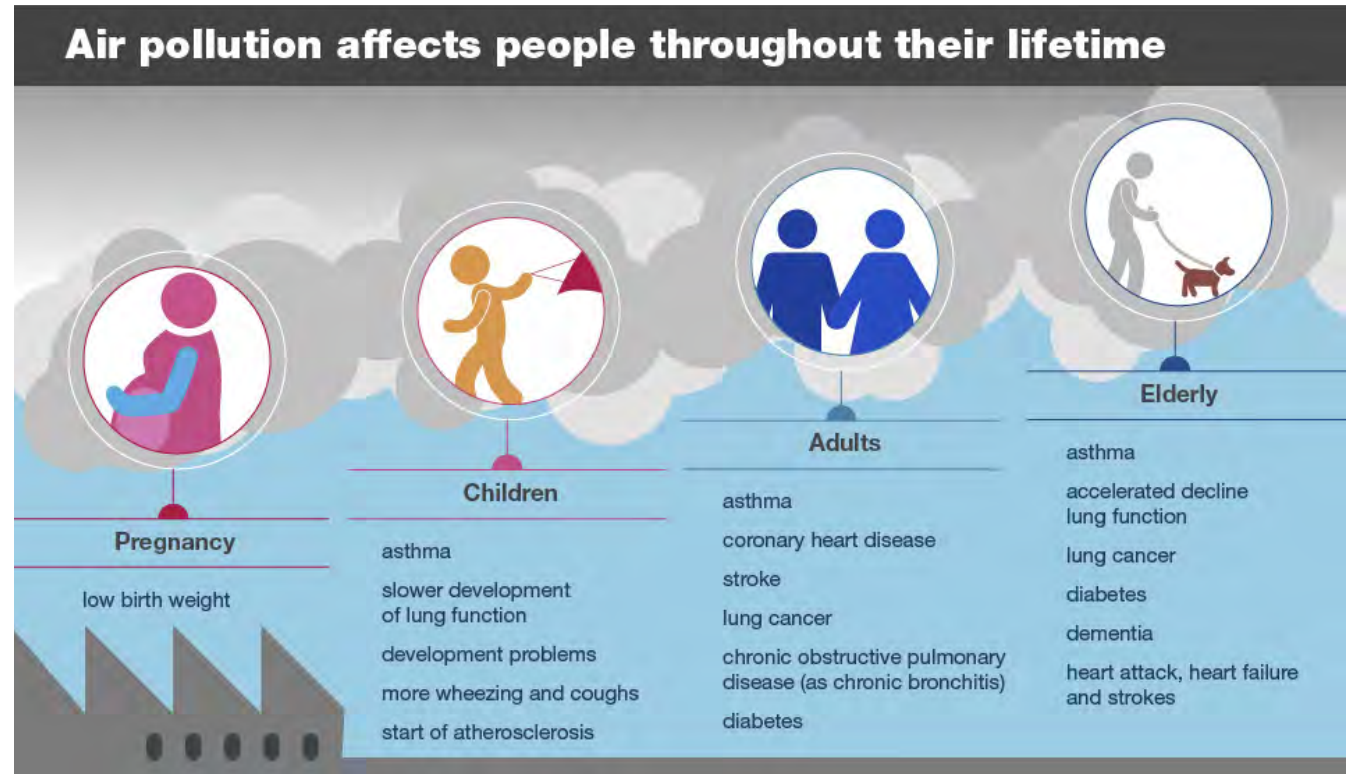 Air pollution affects people throughout their lifetime
Pregnancy
low birth weight
Children
asthma
slower development
of lung function
development problems
more wheezing and coughs
start of atherosclerosis
Adults
asthma
coronary heart disease
stroke
lung cancer
chronic obstructive pulmonary
disease (as chronic bronchitis)
diabetes
Elderly
asthma
accelerated decline
lung function
lung cancer
diabetes
dementia
heart attack, heart failure
and strokes